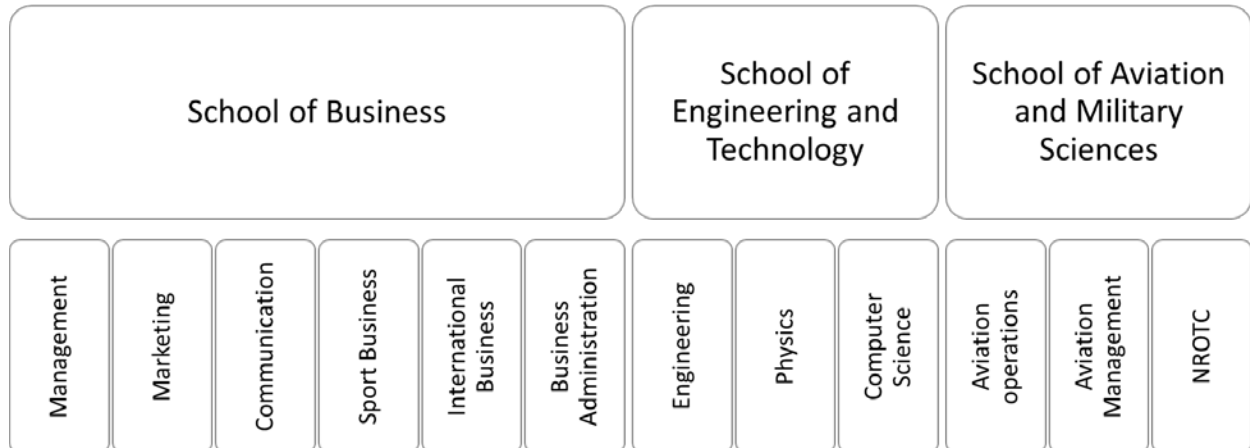 School of Business
School of
Engineering and
Technology
School of Aviation
and Military
Sciences
Management
Marketing
Communication
Sport Business
International
Business
Business
Administration
Engineering
Physics
Computer
Science
Aviation
operations
Aviation
Management
NROTC